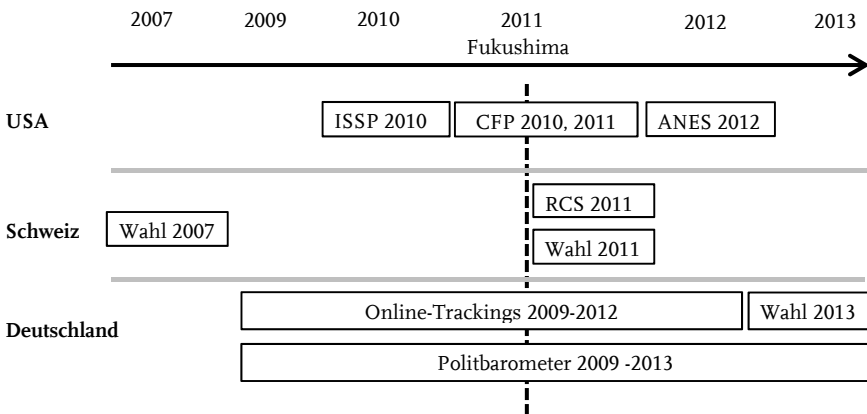 2007 2009 2010 2011 2012 2013
Fukushima
USA ISSP 2010 CFP 2010, 2011 ANES 2012
RCS 2011
Schweiz Wahl 2007
Wahl 2011
Online-Trackings 2009-2012 Wahl 2013
Deutschland
Politbarometer 2009 -2013